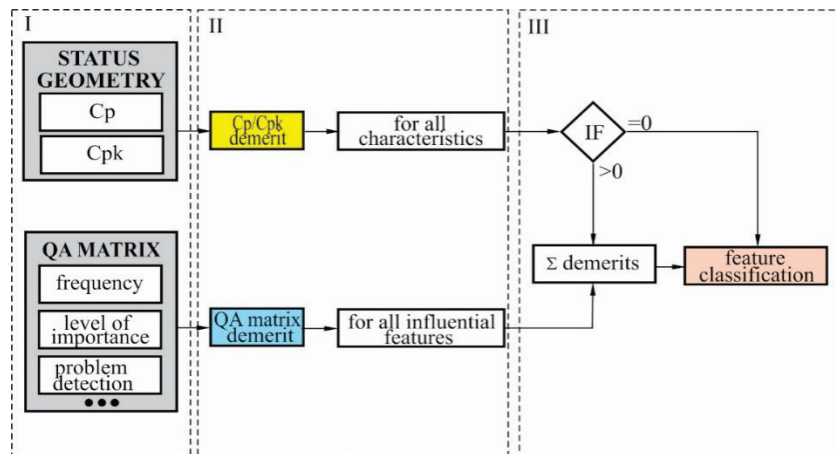 I
STATUS
GEOMETRY
Cp
Cpk
QA MATRIX
frequency
level of
importance
problem
detection
II
Cp/Cpk
demerit
for all
characteristics
QA matrix
demerit
for all influential
features
III
IF
=0
>0
Σ demerits
feature
classification